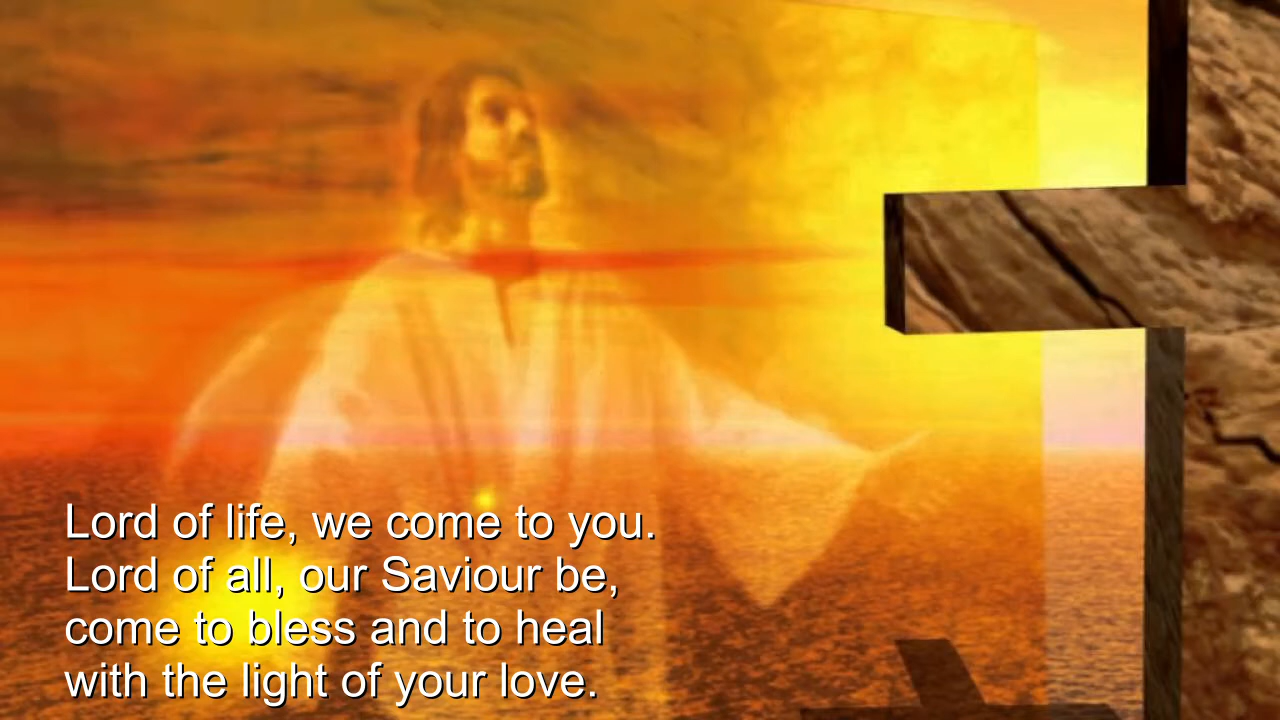 Lord of life, we come to you.
Lord of all, our Saviour be,
come to bless and to heal
with the light of your love.